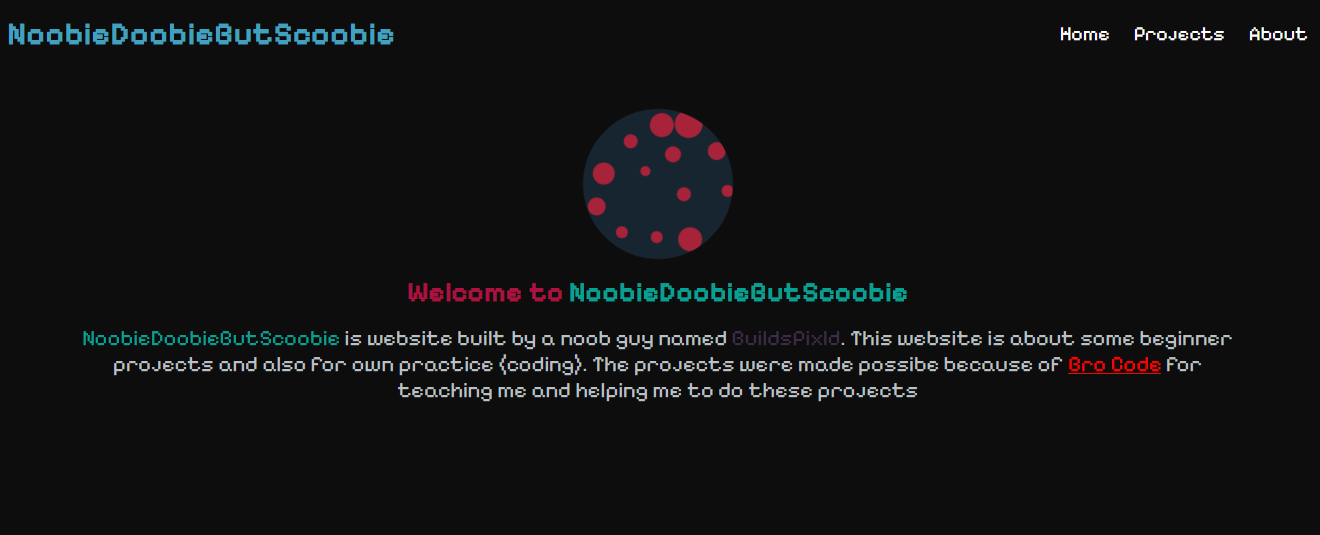 NoobieDoobieButScoobie
Home Projects About
Welcome to NoobieDoobieButScoobie
NoobieDoobieButScoobie is website built by a noob guy named BuildsPixld. This website is about some beginner
projects and also for own practice (coding). The projects were made possibe because of Bro Code for
teaching me and helping me to do these projects